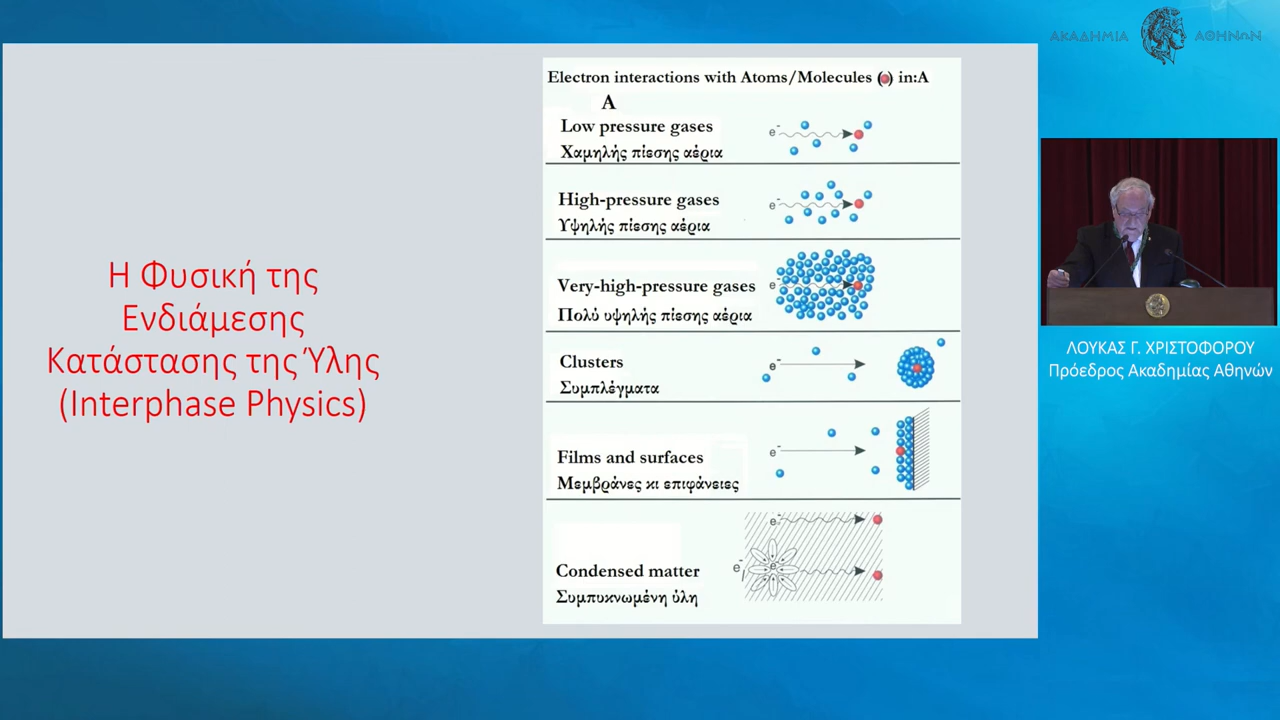 ΑΚΑΔΗΜΙΑ ΑΘΗΝΩΝ
Electron interactions with Atoms/Molecules ( ) in:A
A
Low pressure gases
Χαμηλής πίεσης αέρια
e-
High-pressure gases
Υψηλής πίεσης αέρια
e-
Very-high-pressure gases
Πολύ υψηλής πίεσης αέρια
e-
Clusters
Συμπλέγματα
e-
Films and surfaces
Μεμβράνες κι επιφάνειες
e-
Condensed matter
Συμπυκνωμένη ύλη
e-
e-
e-
Η Φυσική της
Ενδιάμεσης
Κατάστασης της Ύλης
(Interphase Physics)
ΛΟΥΚΑΣ Γ. ΧΡΙΣΤΟΦΟΡΟΥ
Πρόεδρος Ακαδημίας Αθηνών